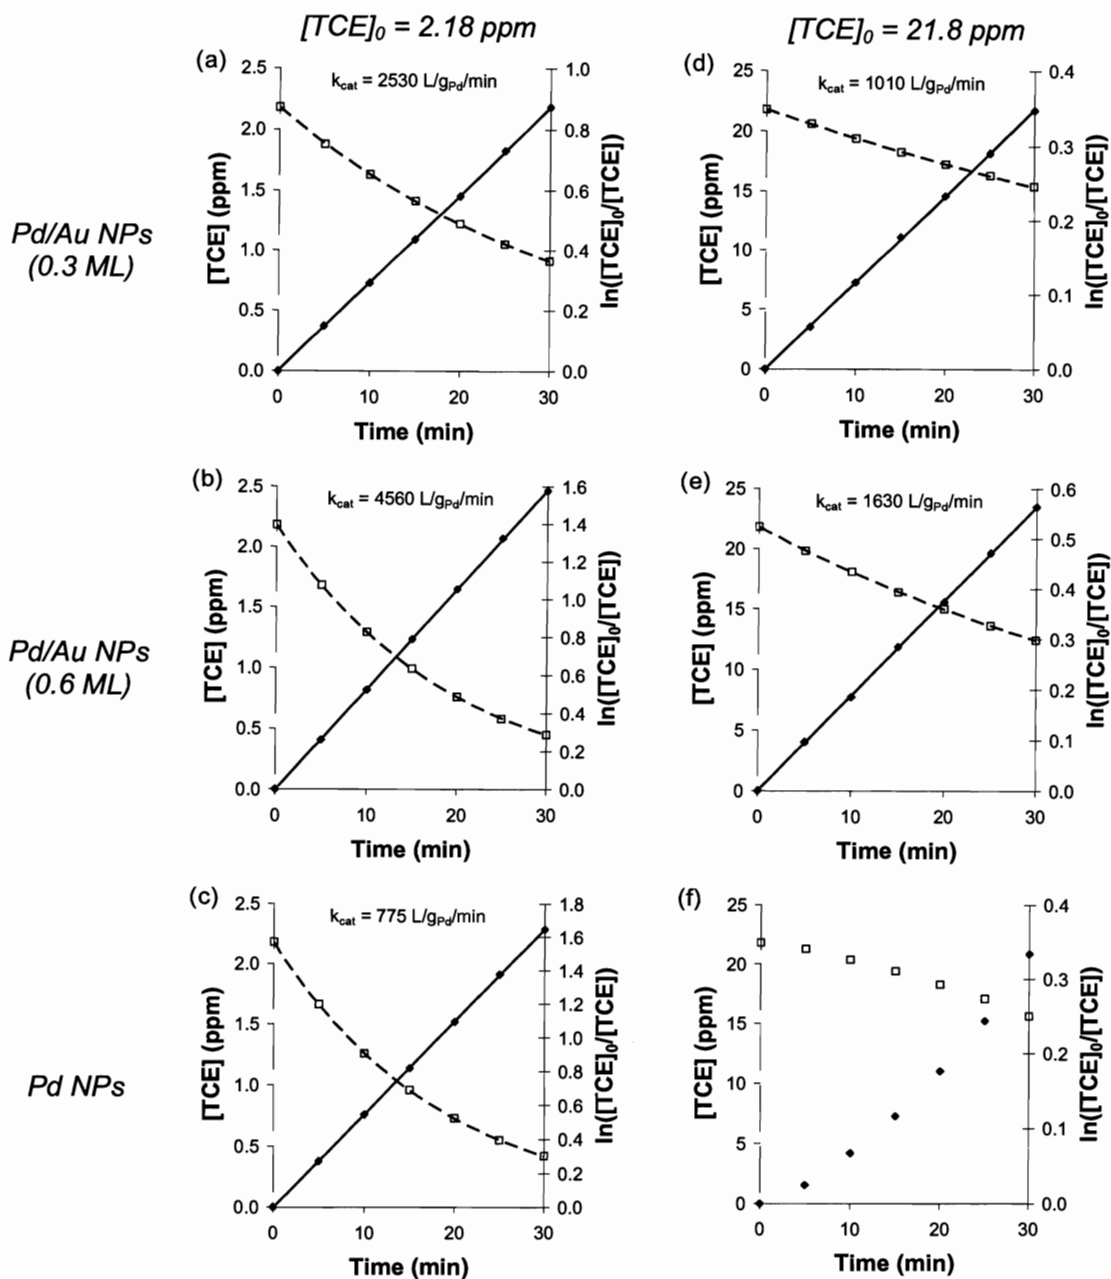 [TCE]₀ = 2.18 ppm
[TCE]₀ = 21.8 ppm
Pd/Au NPs
(0.3 ML)
(a)
k_cat = 2530 L/g_Pd/min
[TCE] (ppm)
2.5
2.0
1.5
1.0
0.5
0.0
ln([TCE]₀/[TCE])
1.0
0.8
0.6
0.4
0.2
0.0
0 10 20 30
Time (min)
(d)
k_cat = 1010 L/g_Pd/min
[TCE] (ppm)
25
20
15
10
5
0
ln([TCE]₀/[TCE])
0.4
0.3
0.2
0.1
0.0
0 10 20 30
Time (min)
Pd/Au NPs
(0.6 ML)
(b)
k_cat = 4560 L/g_Pd/min
[TCE] (ppm)
2.5
2.0
1.5
1.0
0.5
0.0
ln([TCE]₀/[TCE])
1.6
1.4
1.2
1.0
0.8
0.6
0.4
0.2
0.0
0 10 20 30
Time (min)
(e)
k_cat = 1630 L/g_Pd/min
[TCE] (ppm)
25
20
15
10
5
0
ln([TCE]₀/[TCE])
0.6
0.5
0.4
0.3
0.2
0.1
0.0
0 10 20 30
Time (min)
Pd NPs
(c)
k_cat = 775 L/g_Pd/min
[TCE] (ppm)
2.5
2.0
1.5
1.0
0.5
0.0
ln([TCE]₀/[TCE])
1.8
1.6
1.4
1.2
1.0
0.8
0.6
0.4
0.2
0.0
0 10 20 30
Time (min)
(f)
[TCE] (ppm)
25
20
15
10
5
0
ln([TCE]₀/[TCE])
0.4
0.3
0.2
0.1
0.0
0 10 20 30
Time (min)